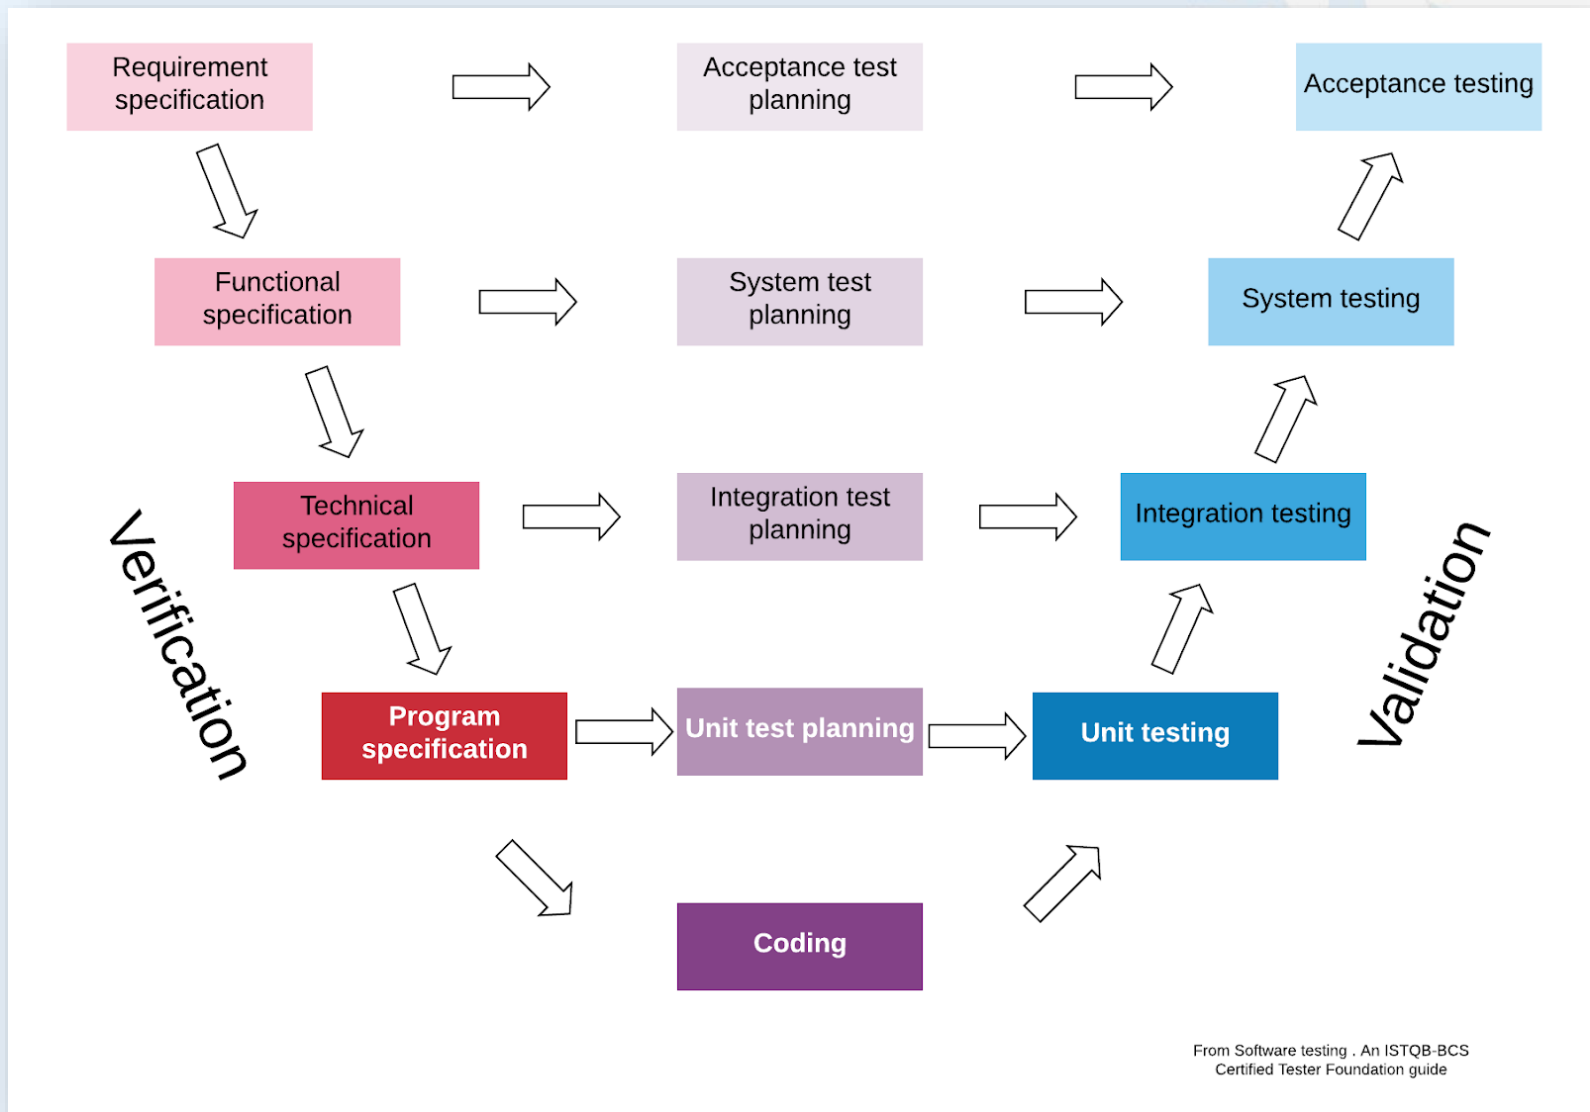 Requirement
specification
Acceptance test
planning
Acceptance testing
Functional
specification
System test
planning
System testing
Technical
specification
Integration test
planning
Integration testing
Verification
Validation
Program
specification
Unit test planning
Unit testing
Coding
From Software testing . An ISTQB-BCS
Certified Tester Foundation guide